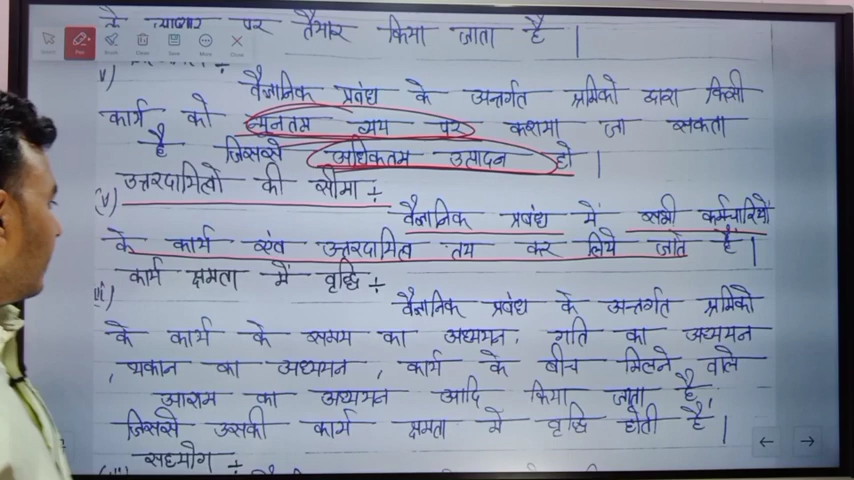 के आधार पर तैयार किया जाता है |
v)
वैज्ञानिक प्रबंध के अन्तर्गत श्रमिको द्वारा किसी
कार्य को न्यूनतम व्यय पर कराया जा सकता
है जिससे अधिकतम उत्पादन हो |
उत्तरदायित्वो की सीमा ÷
(v) वैज्ञानिक प्रबंध में सभी कर्मचारियों
के कार्य एंव उत्तरदायित्व तय कर लिये जाते है |
कार्य क्षमता में वृद्धि ÷
vi) वैज्ञानिक प्रबंध के अन्तर्गत श्रमिको
के कार्य के समय का अध्ययन, गति का अध्ययन
, थकान का अध्ययन, कार्य के बीच मिलने वाले
आराम का अध्ययन आदि किया जाता है,
जिससे उसकी कार्य क्षमता मे वृद्धि होती है |
सहयोग ÷